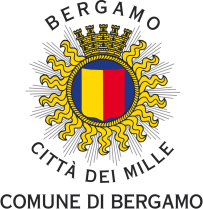 BERGAMO
CITTÀ DEI MILLE
COMUNE DI BERGAMO